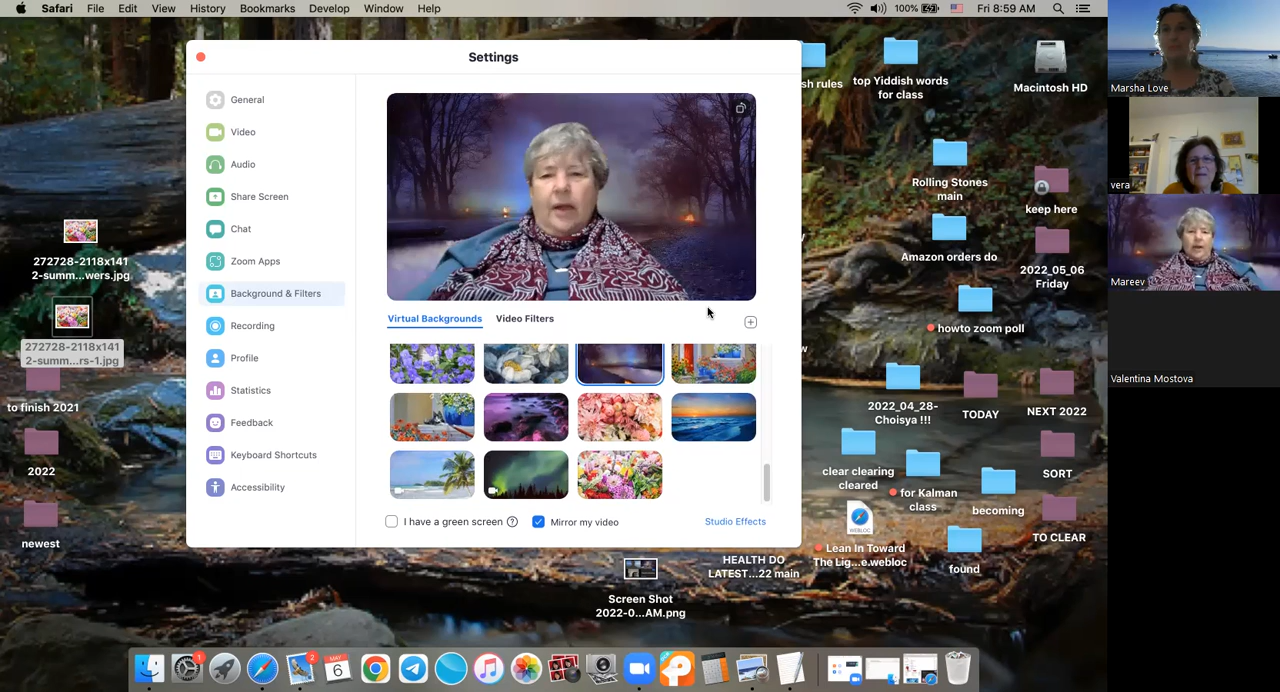 Safari File Edit View History Bookmarks Develop Window Help
100% Fri 8:59 AM
Settings
General
Video
Audio
Share Screen
Chat
Zoom Apps
Background & Filters
Recording
Profile
Statistics
Feedback
Keyboard Shortcuts
Accessibility
Virtual Backgrounds Video Filters
I have a green screen
Mirror my video
Studio Effects
272728-2118x141
2-summ...wers.jpg
272728-2118x141
2-summ...rs-1.jpg
to finish 2021
2022
newest
sh rules
top Yiddish words
for class
Macintosh HD
Rolling Stones
main
keep here
Amazon orders do
2022_05_06
Friday
howto zoom poll
2022_04_28-
Choisya !!!
TODAY
NEXT 2022
clear clearing
cleared
for Kalman
class
becoming
SORT
WEBLOC
Lean In Toward
The Lig...e.webloc
found
TO CLEAR
HEALTH DO
LATEST...22 main
Screen Shot
2022-0...AM.png
1
2
MAY
6
Marsha Love
vera
Mareev
Valentina Mostova